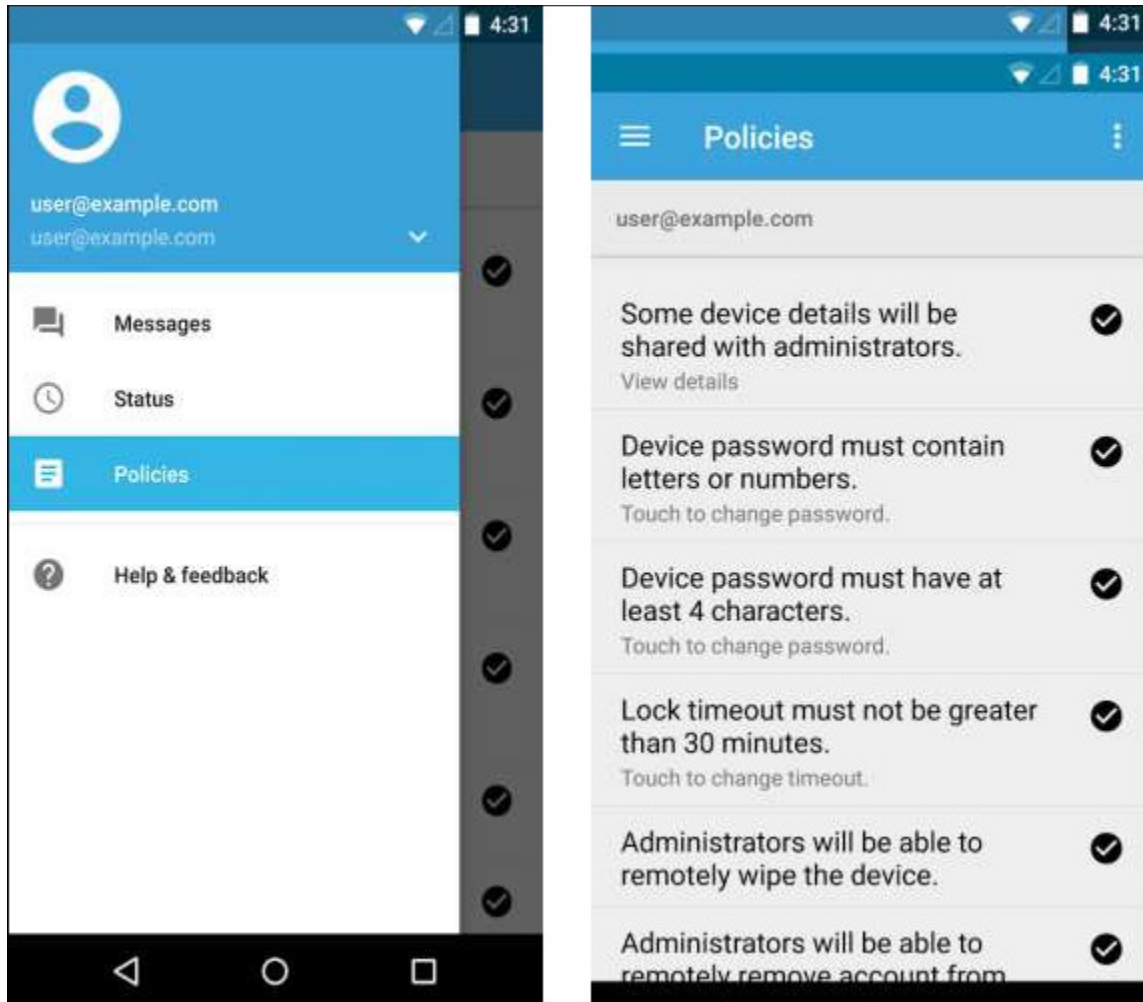 4:31
user@example.com
user@example.com
Messages
Status
Policies
Help & feedback
4:31
4:31
Policies
user@example.com
Some device details will be
shared with administrators.
View details
Device password must contain
letters or numbers.
Touch to change password.
Device password must have at
least 4 characters.
Touch to change password.
Lock timeout must not be greater
than 30 minutes.
Touch to change timeout.
Administrators will be able to
remotely wipe the device.
Administrators will be able to
remotely remove account from